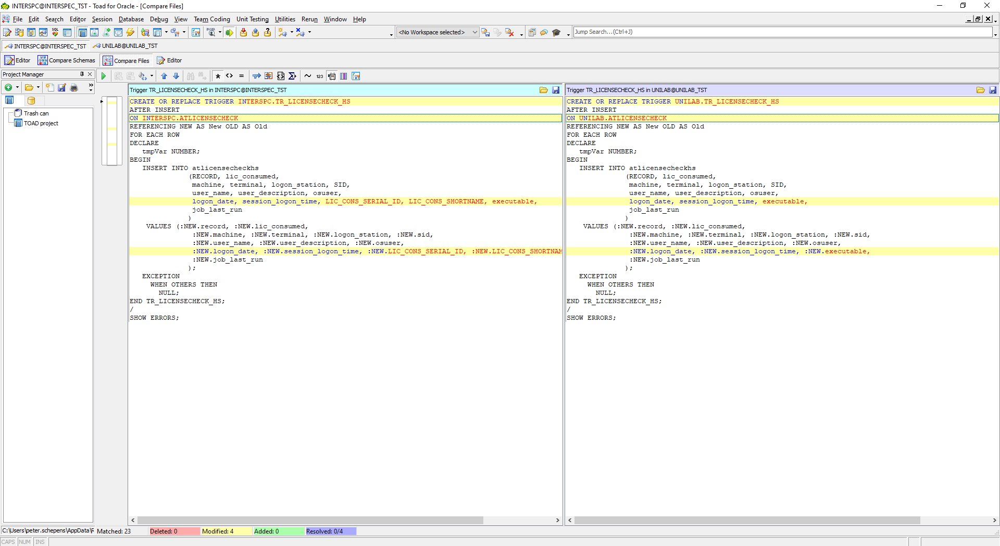 INTERSPC@INTERSPEC_TST - Toad for Oracle - [Compare Files]
File Edit Search Editor Session Database Debug View Team Coding Unit Testing Utilities Rerun Window Help
<No Workspace selected> Jump Search...(Ctrl+J)
INTERSPC@INTERSPEC_TST UNILAB@UNILAB_TST
Editor Compare Schemas Compare Files Editor
Project Manager
Trash can
TOAD project
Trigger TR_LICENSECHECK_HS in INTERSPC@INTERSPEC_TST
CREATE OR REPLACE TRIGGER INTERSPC.TR_LICENSECHECK_HS
AFTER INSERT
ON INTERSPC.ATLICENSECHECK
REFERENCING NEW AS New OLD AS Old
FOR EACH ROW
DECLARE
tmpVar NUMBER;
BEGIN
INSERT INTO atlicensecheckhs
(RECORD, lic_consumed,
machine, terminal, logon_station, SID,
user_name, user_description, osuser,
logon_date, session_logon_time, LIC_CONS_SERIAL_ID, LIC_CONS_SHORTNAME, executable,
job_last_run
)
VALUES (:NEW.record, :NEW.lic_consumed,
:NEW.machine, :NEW.terminal, :NEW.logon_station, :NEW.sid,
:NEW.user_name, :NEW.user_description, :NEW.osuser,
:NEW.logon_date, :NEW.session_logon_time, :NEW.LIC_CONS_SERIAL_ID, :NEW.LIC_CONS_SHORTNAM
:NEW.job_last_run
);
EXCEPTION
WHEN OTHERS THEN
NULL;
END TR_LICENSECHECK_HS;
/
SHOW ERRORS;
Trigger TR_LICENSECHECK_HS in UNILAB@UNILAB_TST
CREATE OR REPLACE TRIGGER UNILAB.TR_LICENSECHECK_HS
AFTER INSERT
ON UNILAB.ATLICENSECHECK
REFERENCING NEW AS New OLD AS Old
FOR EACH ROW
DECLARE
tmpVar NUMBER;
BEGIN
INSERT INTO atlicensecheckhs
(RECORD, lic_consumed,
machine, terminal, logon_station, SID,
user_name, user_description, osuser,
logon_date, session_logon_time, executable,
job_last_run
)
VALUES (:NEW.record, :NEW.lic_consumed,
:NEW.machine, :NEW.terminal, :NEW.logon_station, :NEW.sid,
:NEW.user_name, :NEW.user_description, :NEW.osuser,
:NEW.logon_date, :NEW.session_logon_time, :NEW.executable,
:NEW.job_last_run
);
EXCEPTION
WHEN OTHERS THEN
NULL;
END TR_LICENSECHECK_HS;
/
SHOW ERRORS;
C:\Users\peter.schepens\AppData\R Matched: 23 Deleted: 0 Modified: 4 Added: 0 Resolved: 0/4
CAPS NUM INS